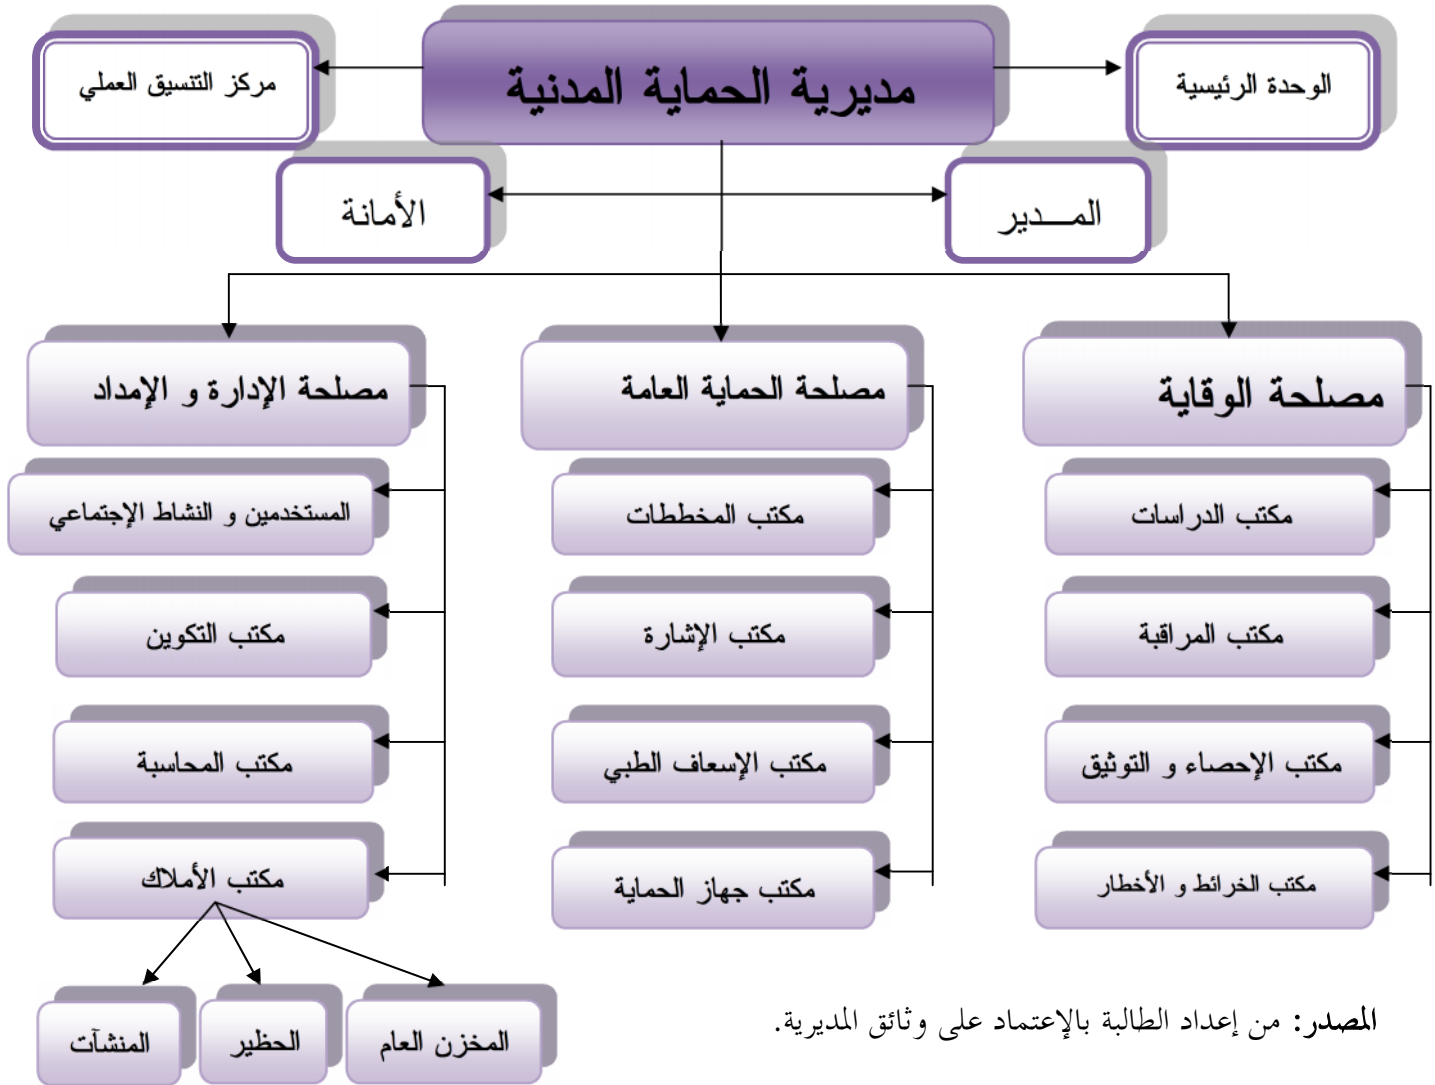 مديرية الحماية المدنية
الوحدة الرئيسية
مركز التنسيق العملي
المـــدير
الأمانة
مصلحة الوقاية
مصلحة الحماية العامة
مصلحة الإدارة و الإمداد
مكتب الدراسات
مكتب المراقبة
مكتب الإحصاء و التوثيق
مكتب الخرائط و الأخطار
مكتب المخططات
مكتب الإشارة
مكتب الإسعاف الطبي
مكتب جهاز الحماية
المستخدمين و النشاط الإجتماعي
مكتب التكوين
مكتب المحاسبة
مكتب الأملاك
المخزن العام
الحظير
المنشآت
المصدر: من إعداد الطالبة بالإعتماد على وثائق المديرية.